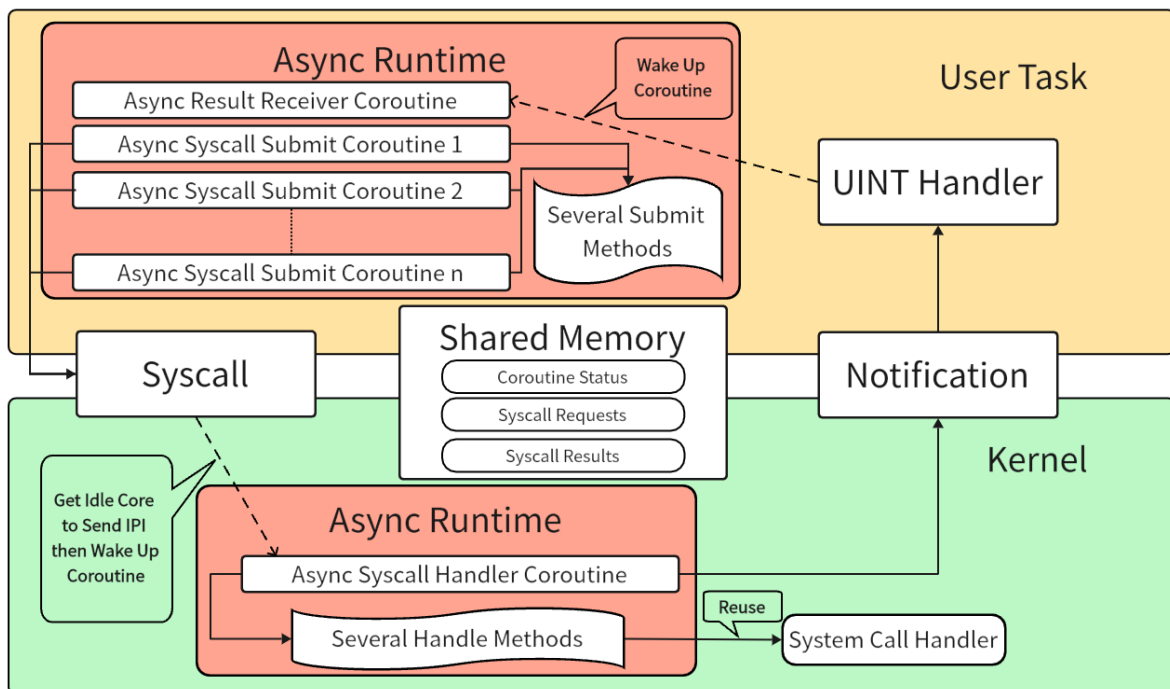 Async Runtime
Wake Up
Coroutine
User Task
Async Result Receiver Coroutine
Async Syscall Submit Coroutine 1
Async Syscall Submit Coroutine 2
Async Syscall Submit Coroutine n
Several Submit
Methods
UINT Handler
Syscall
Shared Memory
Coroutine Status
Syscall Requests
Syscall Results
Notification
Kernel
Get Idle Core
to Send IPI
then Wake Up
Coroutine
Async Runtime
Async Syscall Handler Coroutine
Several Handle Methods
Reuse
System Call Handler